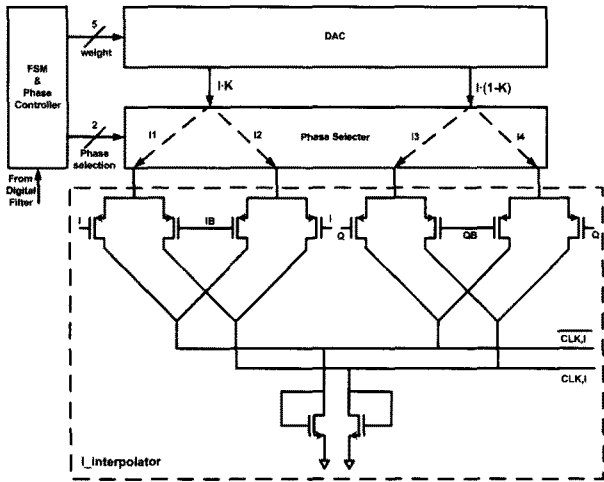 FSM
&
Phase
Controller
5
weight
DAC
I·K
I·(1-K)
2
Phase
selection
I1
I2
Phase Selecter
I3
I4
From
Digital
Filter
I
IB
I
Q
QB
Q
CLK,I
CLK,I
I_interpolator